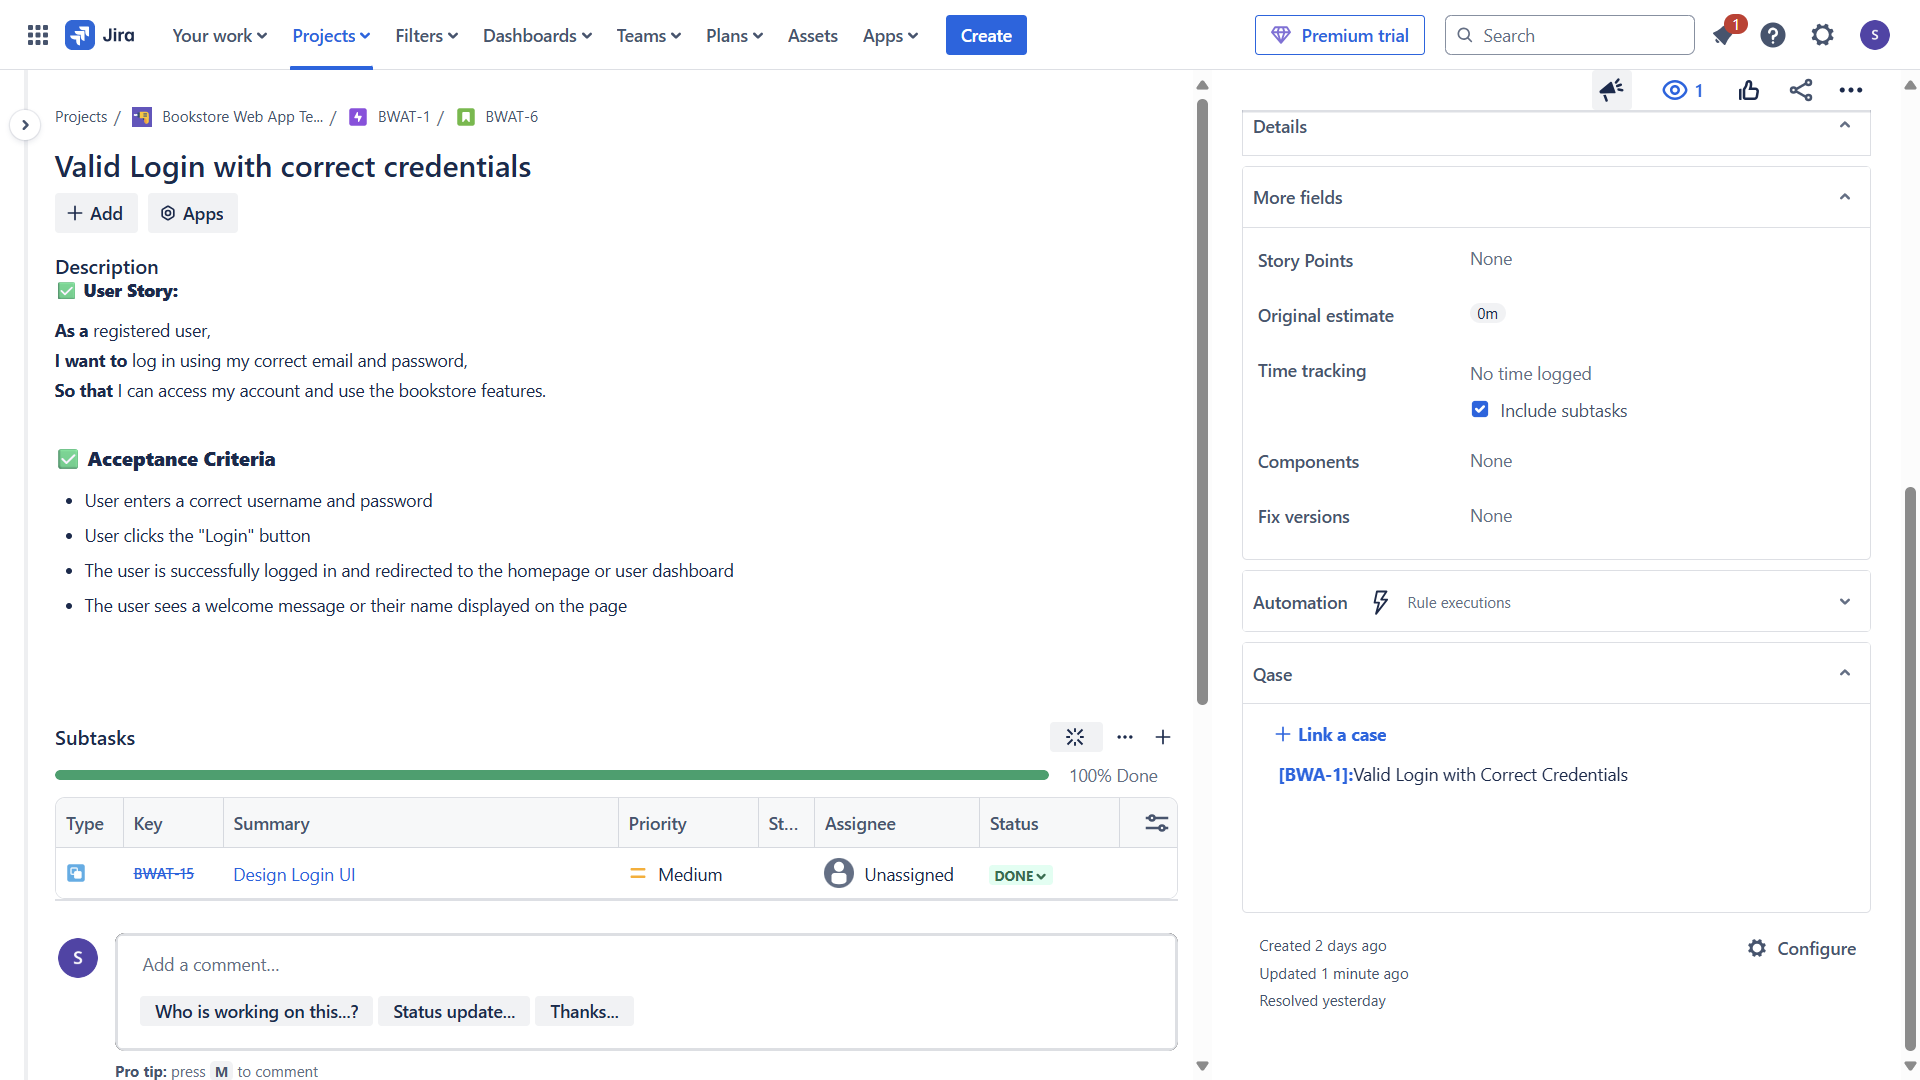 Jira
Your work
Projects
Filters
Dashboards
Teams
Plans
Assets
Apps
Create
Premium trial
Search
1
S
Projects / Bookstore Web App Te... / BWAT-1 / BWAT-6
1
Valid Login with correct credentials
Add
Apps
Description
User Story:
As a registered user,
I want to log in using my correct email and password,
So that I can access my account and use the bookstore features.
Acceptance Criteria
• User enters a correct username and password
• User clicks the "Login" button
• The user is successfully logged in and redirected to the homepage or user dashboard
• The user sees a welcome message or their name displayed on the page
Subtasks
100% Done
Type Key Summary Priority St... Assignee Status
BWAT-15 Design Login UI Medium Unassigned DONE
S
Add a comment...
Who is working on this...?
Status update...
Thanks...
Pro tip: press M to comment
Details
More fields
Story Points None
Original estimate 0m
Time tracking No time logged
Include subtasks
Components None
Fix versions None
Automation Rule executions
Qase
+ Link a case
[BWA-1]:Valid Login with Correct Credentials
Created 2 days ago
Updated 1 minute ago
Resolved yesterday
Configure